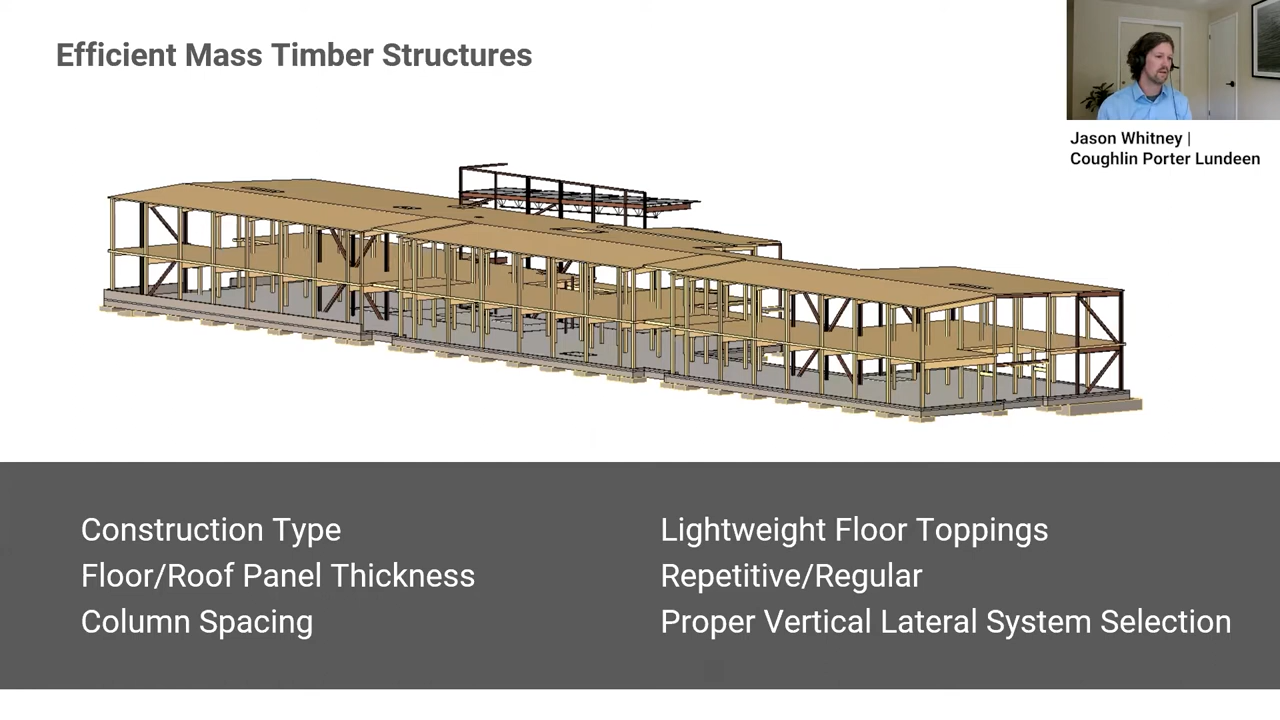 Efficient Mass Timber Structures
Jason Whitney |
Coughlin Porter Lundeen
Construction Type
Floor/Roof Panel Thickness
Column Spacing
Lightweight Floor Toppings
Repetitive/Regular
Proper Vertical Lateral System Selection